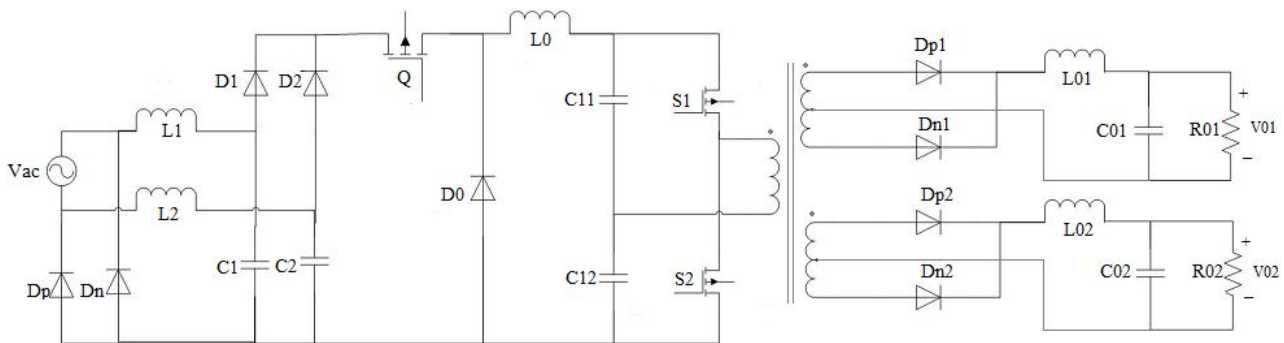 L0
D1
D2
Q
Dp1
L01
C11
S1
L1
Dn1
C01
R01
+
V01
−
Vac
D0
Dp2
L2
L02
C1
C2
C12
S2
Dp
Dn
Dn2
C02
R02
+
V02
−